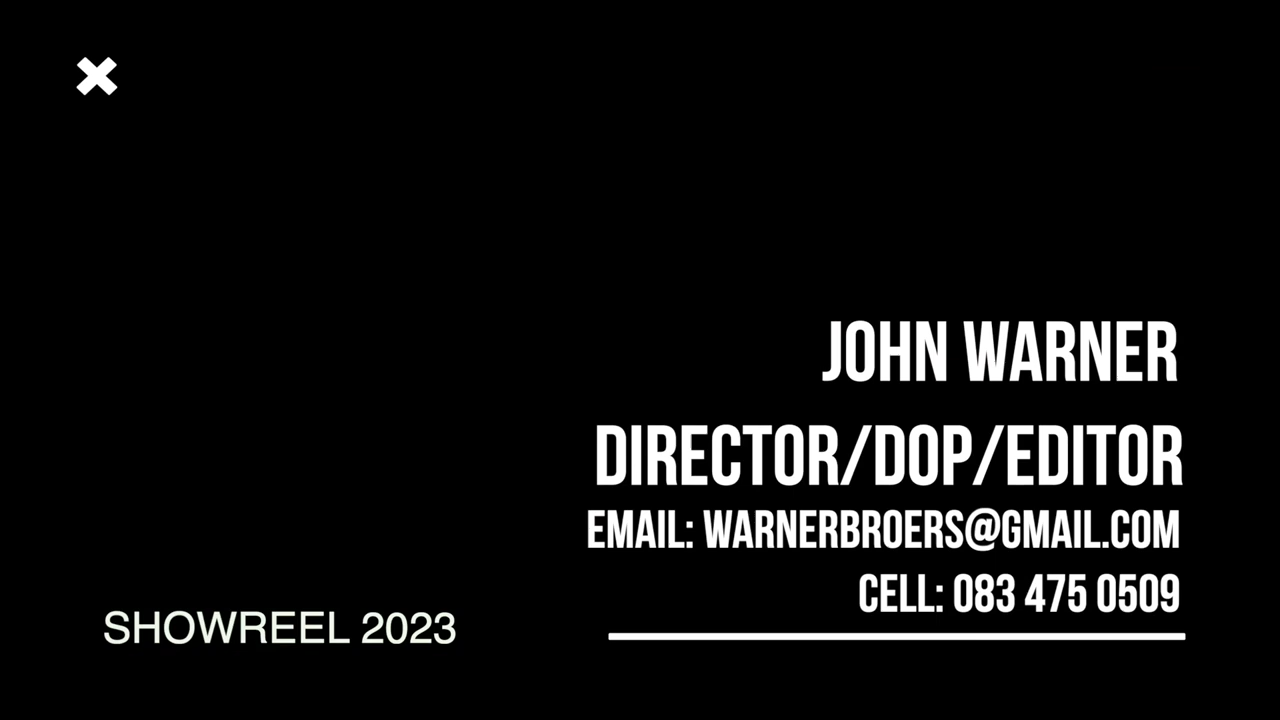 JOHN WARNER
DIRECTOR/DOP/EDITOR
EMAIL: WARNERBROERS@GMAIL.COM
CELL: 083 475 0509
SHOWREEL 2023